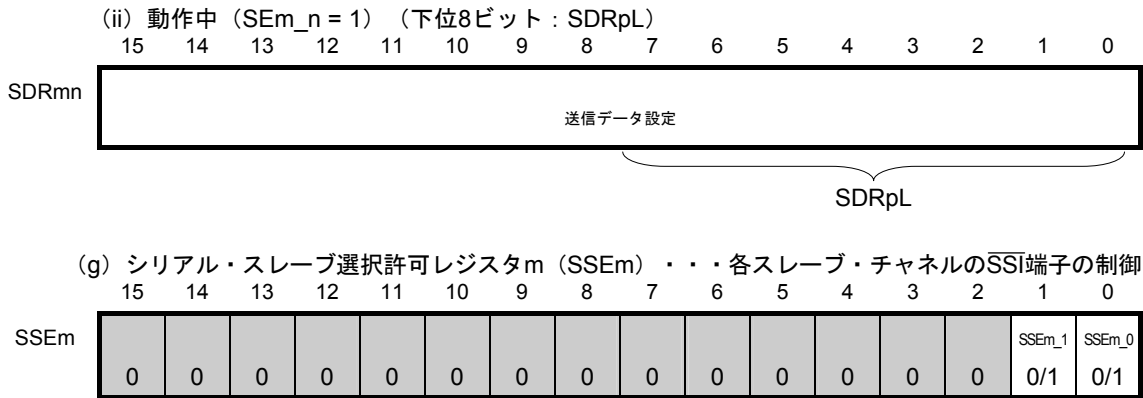 (ii) 動作中（SEm_n = 1）（下位8ビット：SDRpL）
15 14 13 12 11 10 9 8 7 6 5 4 3 2 1 0
SDRmn
送信データ設定
SDRpL
(g) シリアル・スレーブ選択許可レジスタm（SSEm）・・・各スレーブ・チャネルのS̅S̅I̅端子の制御
15 14 13 12 11 10 9 8 7 6 5 4 3 2 1 0
SSEm
SSEm_1 SSEm_0
0 0 0 0 0 0 0 0 0 0 0 0 0 0 0/1 0/1